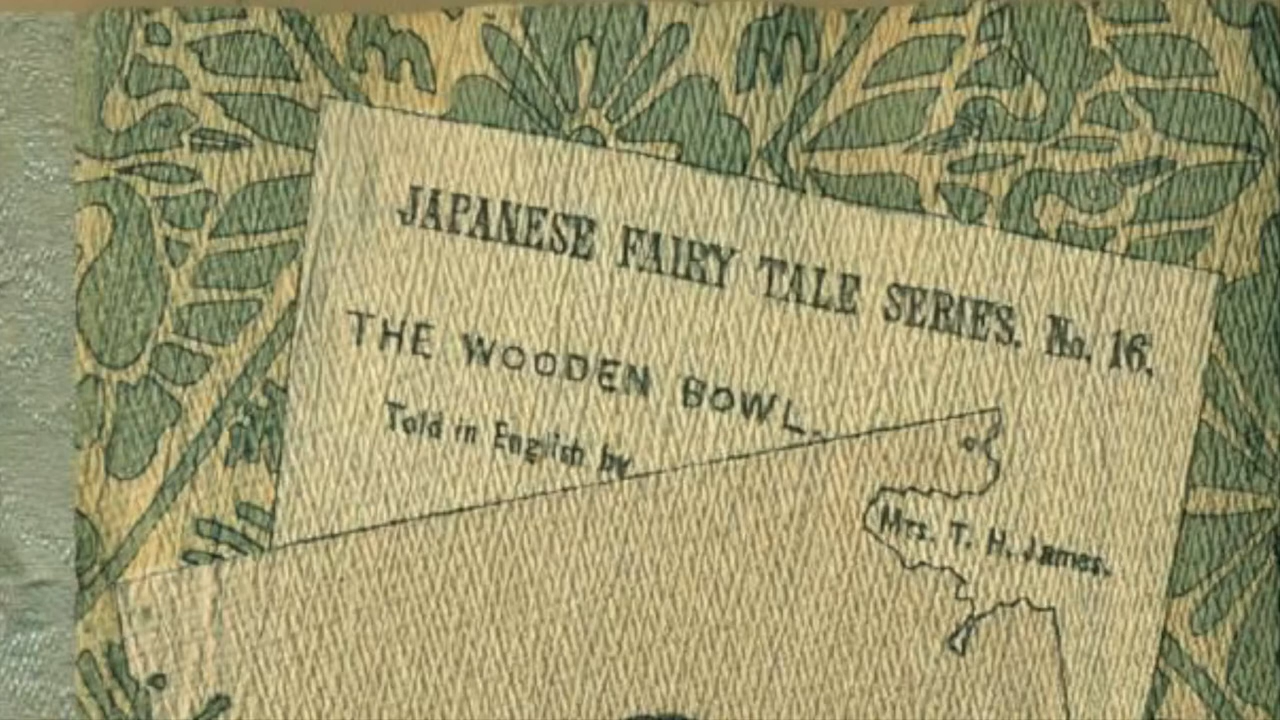 JAPANESE FAIRY TALE SERIES. No. 16.
THE WOODEN BOWL.
Told in English by
Mrs. T. H. James.